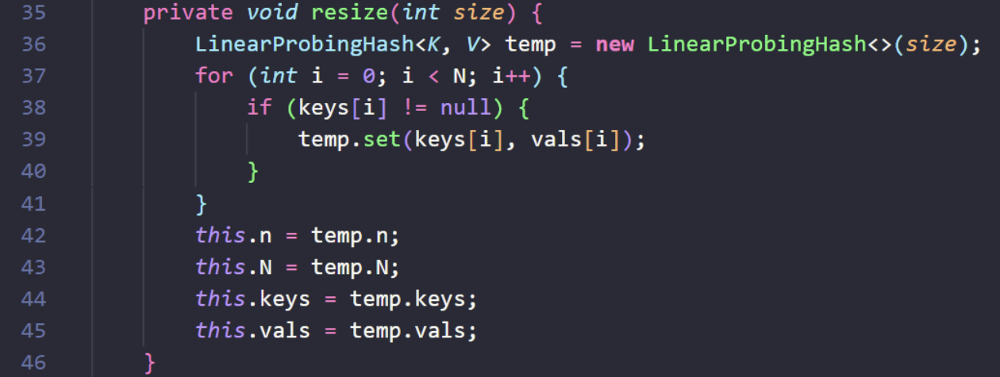 35 private void resize(int size) {
36 LinearProbingHash<K, V> temp = new LinearProbingHash<>(size);
37 for (int i = 0; i < N; i++) {
38 if (keys[i] != null) {
39 temp.set(keys[i], vals[i]);
40 }
41 }
42 this.n = temp.n;
43 this.N = temp.N;
44 this.keys = temp.keys;
45 this.vals = temp.vals;
46 }